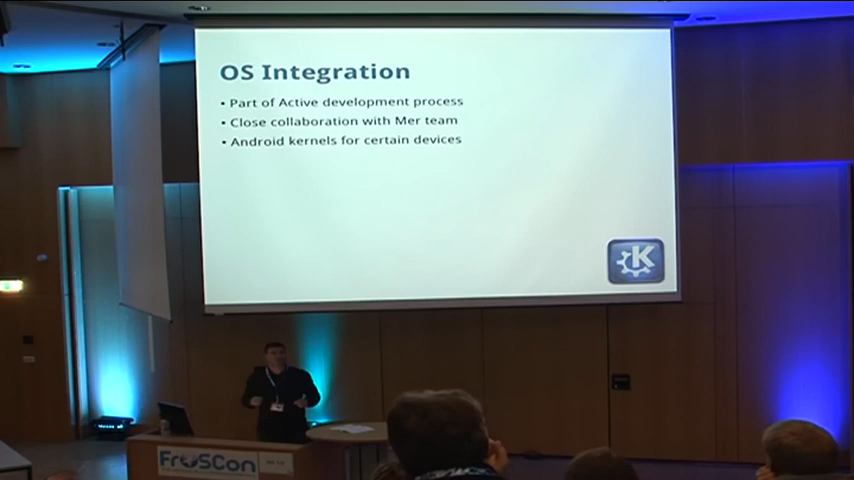 OS Integration
• Part of Active development process
• Close collaboration with Mer team
• Android kernels for certain devices
K
FrOSCon